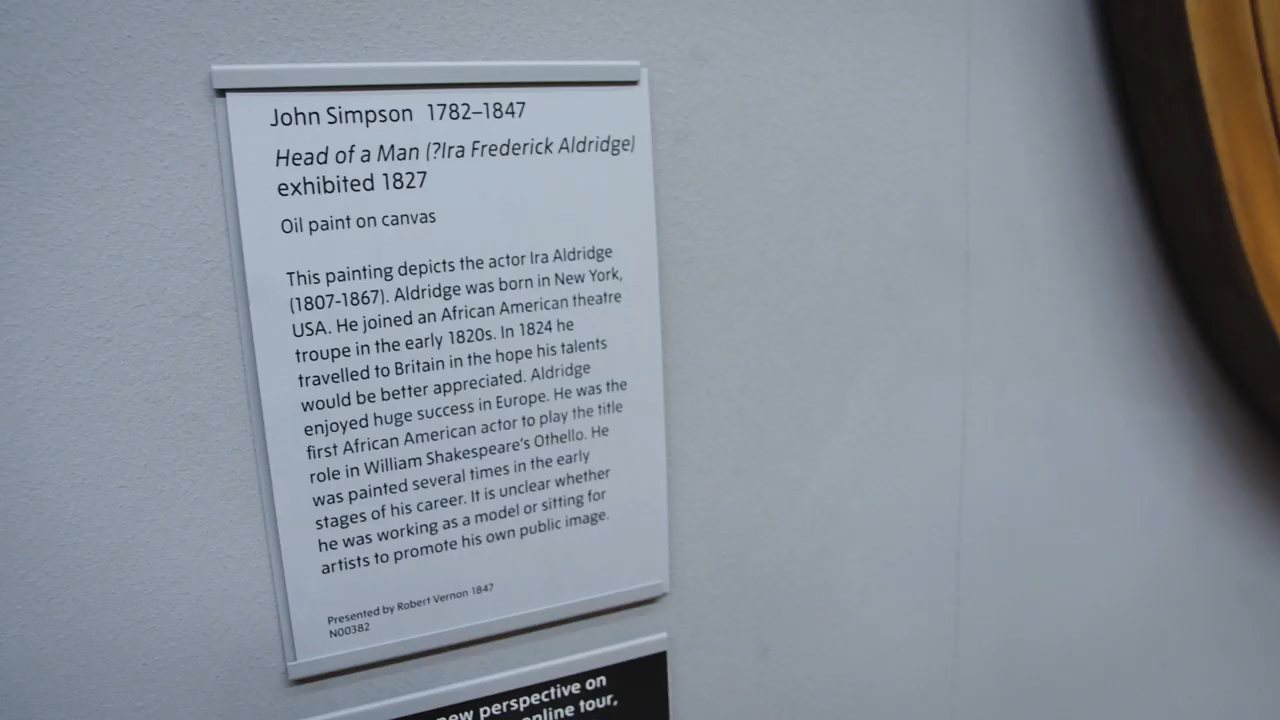 John Simpson 1782–1847
Head of a Man (?Ira Frederick Aldridge)
exhibited 1827
Oil paint on canvas
This painting depicts the actor Ira Aldridge
(1807-1867). Aldridge was born in New York,
USA. He joined an African American theatre
troupe in the early 1820s. In 1824 he
travelled to Britain in the hope his talents
would be better appreciated. Aldridge
enjoyed huge success in Europe. He was the
first African American actor to play the title
role in William Shakespeare's Othello. He
was painted several times in the early
stages of his career. It is unclear whether
he was working as a model or sitting for
artists to promote his own public image.
Presented by Robert Vernon 1847
N00382
new perspective on
online tour,